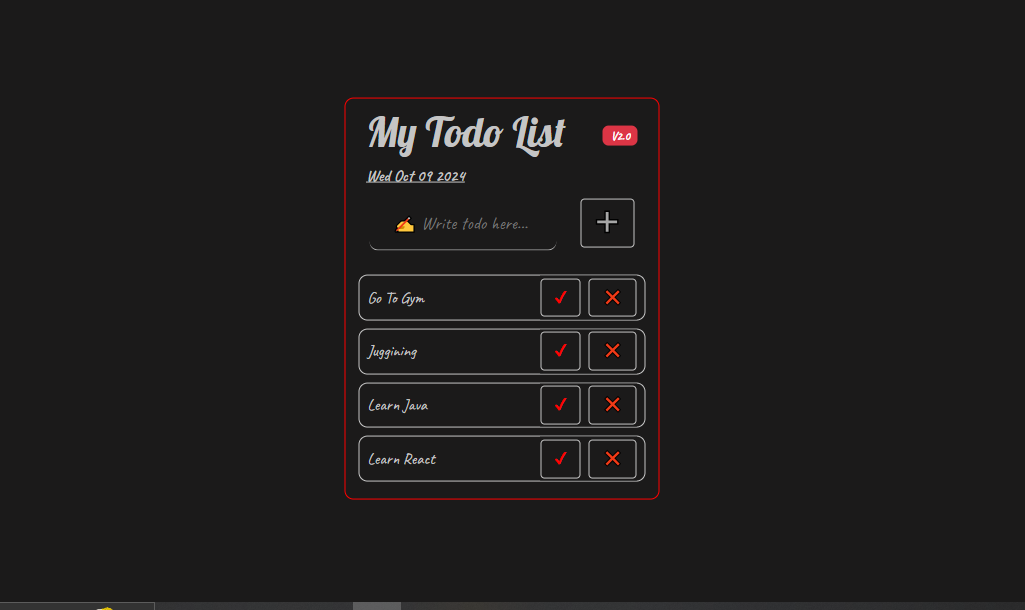 My Todo List
V2.0
Wed Oct 09 2024
✍️ Write todo here...
Go To Gym
Juggining
Learn Java
Learn React